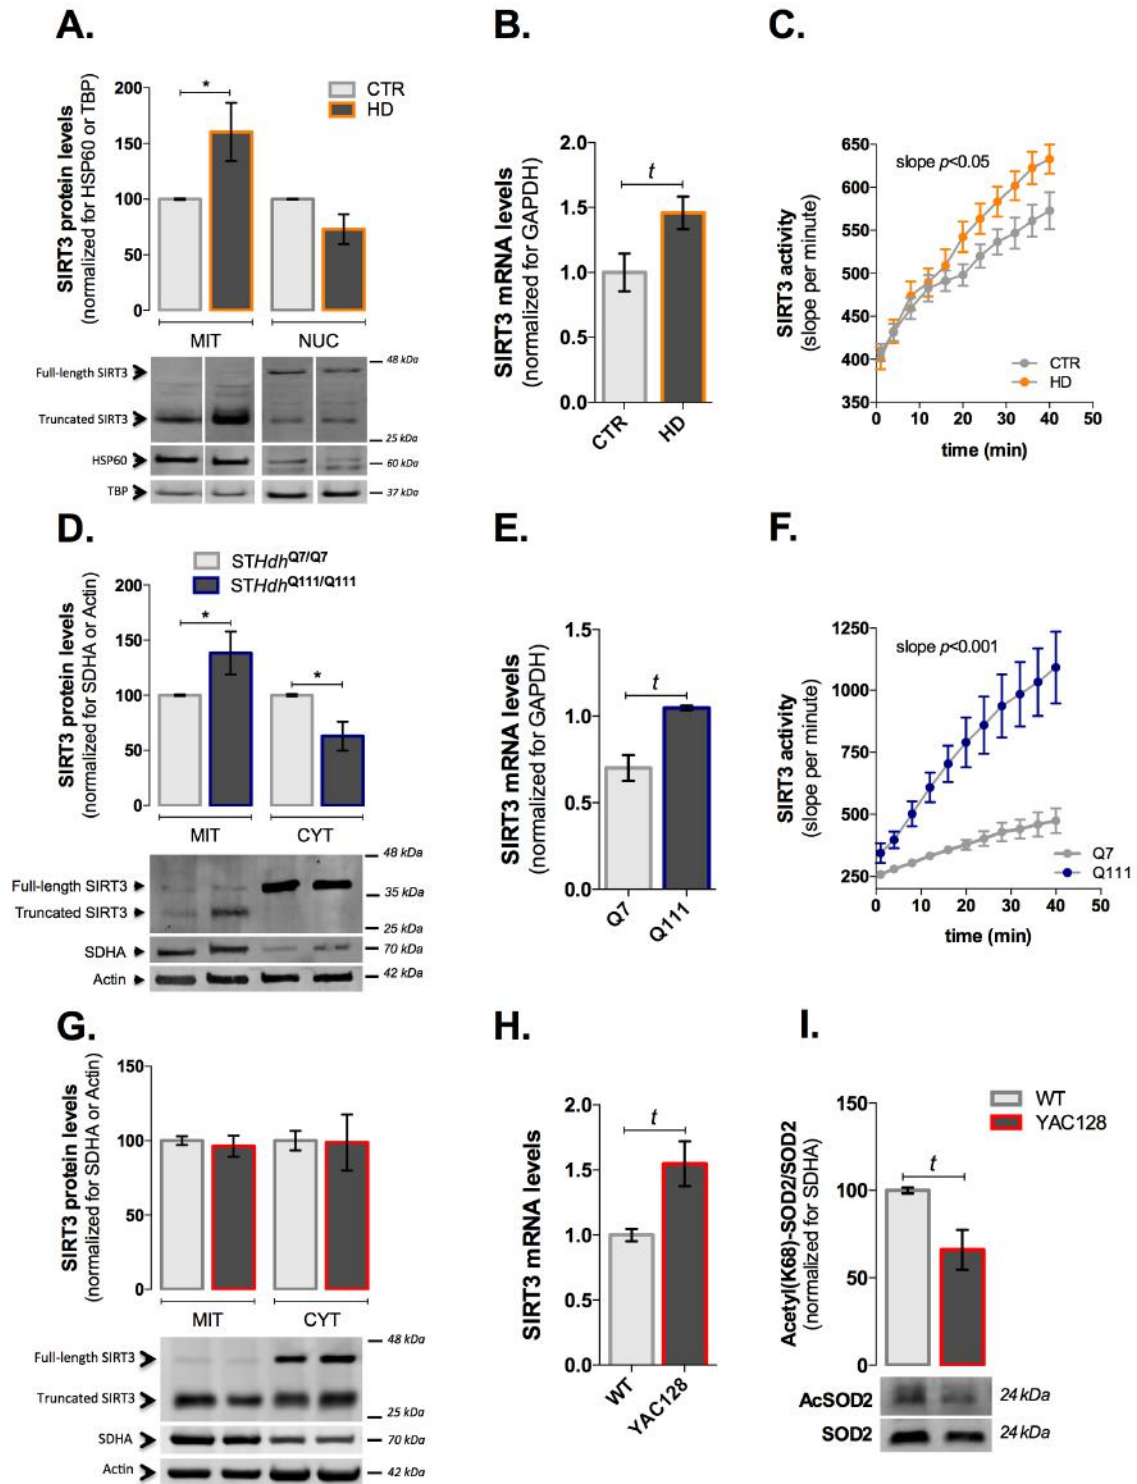 A.
SIRT3 protein levels
(normalized for HSP60 or TBP)
200
150
100
50
0
*
CTR
HD
MIT
NUC
Full-length SIRT3
Truncated SIRT3
HSP60
TBP
48 kDa
25 kDa
60 kDa
37 kDa
B.
SIRT3 mRNA levels
(normalized for GAPDH)
2.0
1.5
1.0
0.5
0.0
t
CTR
HD
C.
SIRT3 activity
(slope per minute)
650
600
550
500
450
400
350
slope p<0.05
CTR
HD
0
10
20
30
40
50
time (min)
D.
STHdhQ7/Q7
STHdhQ111/Q111
SIRT3 protein levels
(normalized for SDHA or Actin)
200
150
100
50
0
*
*
MIT
CYT
Full-length SIRT3
Truncated SIRT3
SDHA
Actin
48 kDa
35 kDa
25 kDa
70 kDa
42 kDa
E.
SIRT3 mRNA levels
(normalized for GAPDH)
1.5
1.0
0.5
0.0
t
Q7
Q111
F.
SIRT3 activity
(slope per minute)
1250
1000
750
500
250
slope p<0.001
Q7
Q111
0
10
20
30
40
50
time (min)
G.
SIRT3 protein levels
(normalized for SDHA or Actin)
150
100
50
0
MIT
CYT
Full-length SIRT3
Truncated SIRT3
SDHA
Actin
48 kDa
25 kDa
70 kDa
42 kDa
H.
SIRT3 mRNA levels
2.0
1.5
1.0
0.5
0.0
t
WT
YAC128
I.
WT
YAC128
Acetyl(K68)-SOD2/SOD2
(normalized for SDHA)
150
100
50
0
t
AcSOD2
SOD2
24 kDa
24 kDa